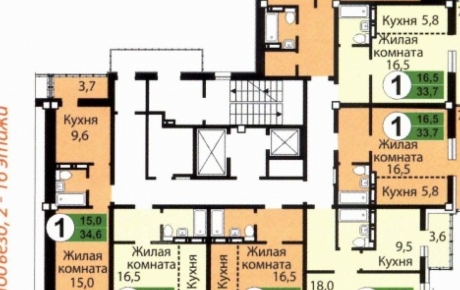 Кухня 5,8
Жилая
комната
16,5
1
16,5
33,7
3,7
Кухня
9,6
1
16,5
33,7
Жилая
комната
16,5
Кухня 5,8
1
15,0
34,6
Жилая
комната
15,0
Жилая
комната
16,5
Кухня
Жилая
комната
16,5
Кухня
9,5
Кухня
3,6
18,0
2 - 16 этажи